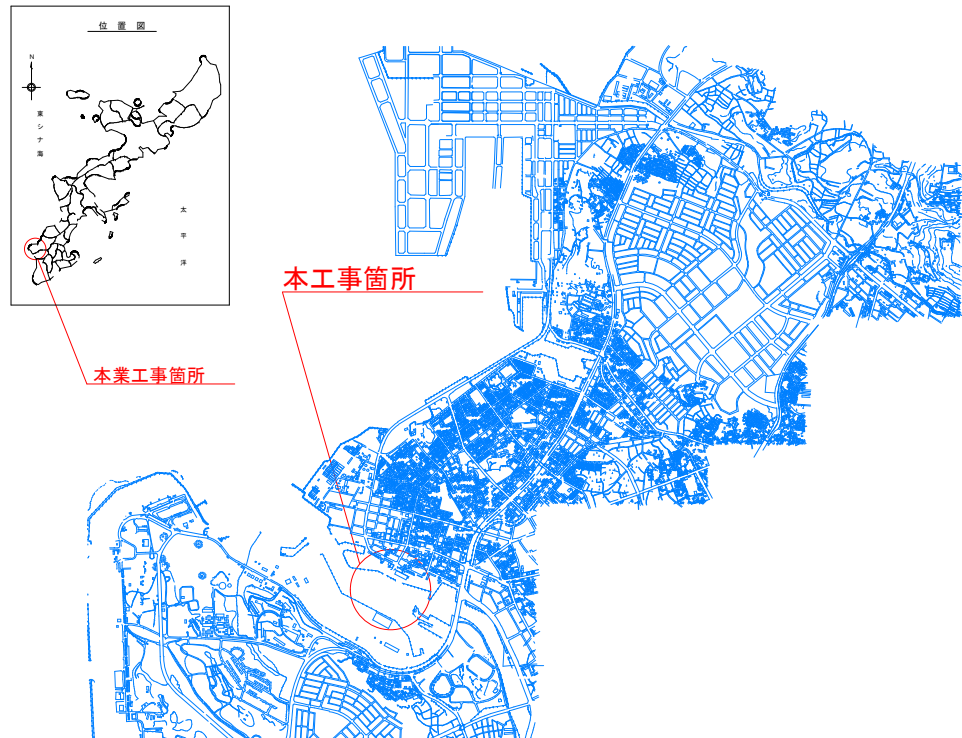 位置図
N
東シナ海
太平洋
本工事箇所
本業工事箇所